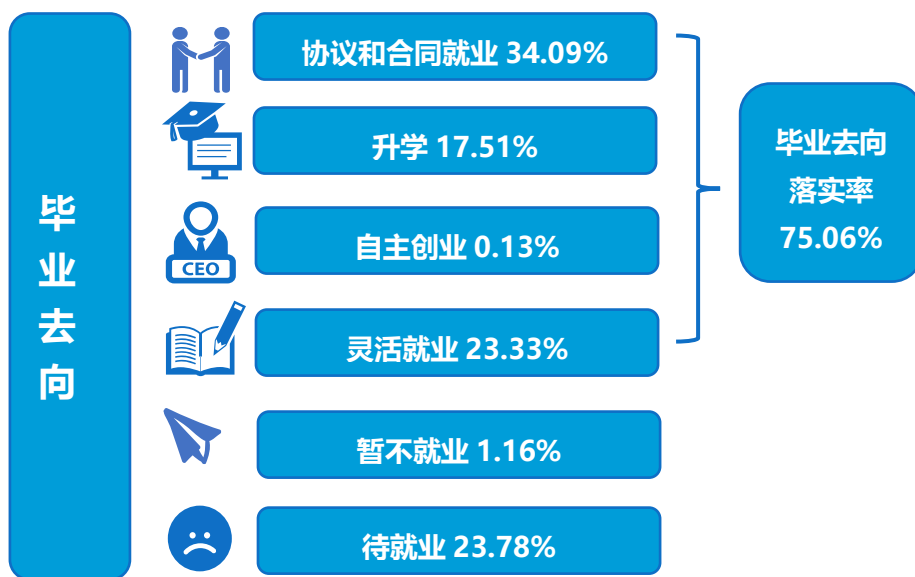 毕业去向
协议和合同就业 34.09%
升学 17.51%
CEO
自主创业 0.13%
灵活就业 23.33%
暂不就业 1.16%
待就业 23.78%
毕业去向
落实率
75.06%